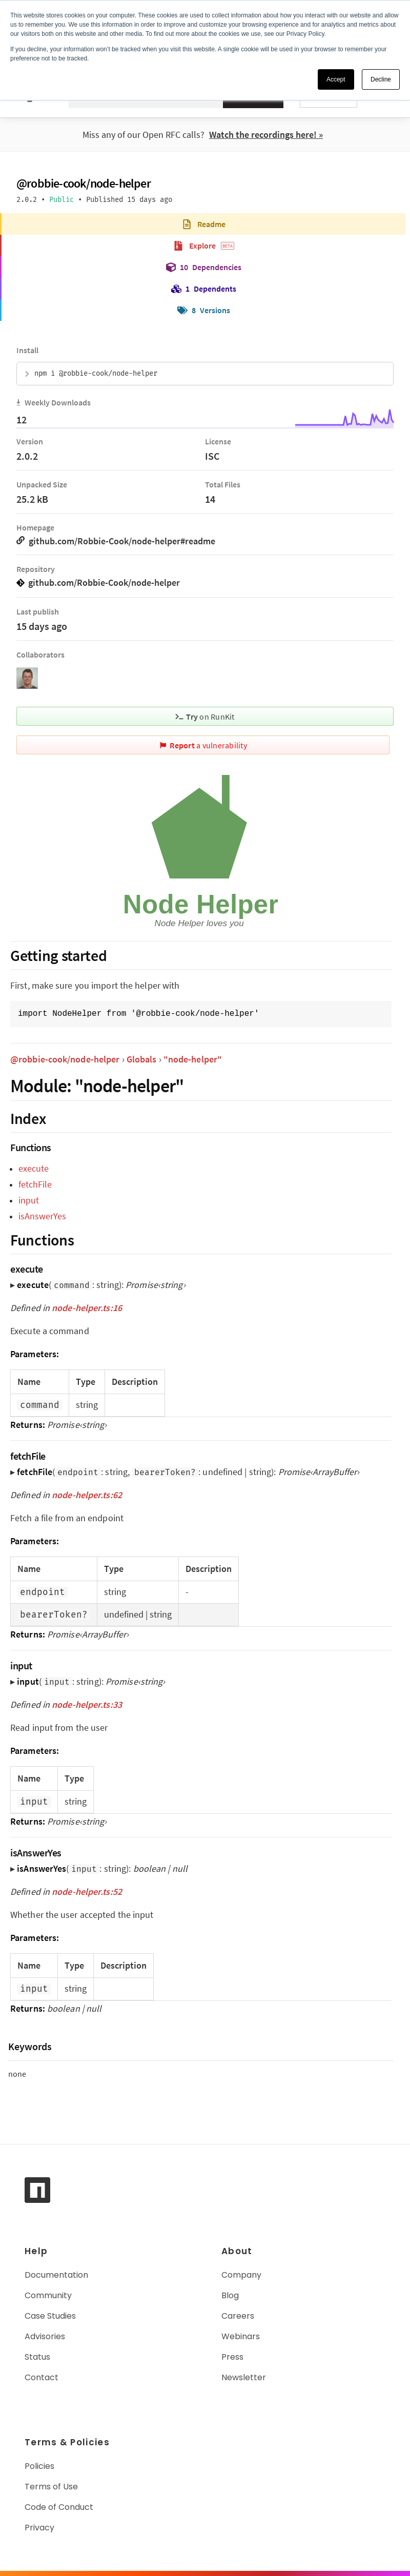 This website stores cookies on your computer. These cookies are used to collect information about how you interact with our website and allow
us to remember you. We use this information in order to improve and customize your browsing experience and for analytics and metrics about
our visitors both on this website and other media. To find out more about the cookies we use, see our Privacy Policy.
If you decline, your information won't be tracked when you visit this website. A single cookie will be used in your browser to remember your
preference not to be tracked.
Accept
Decline
Miss any of our Open RFC calls? Watch the recordings here! »
@robbie-cook/node-helper
2.0.2 • Public • Published 15 days ago
Readme
Explore BETA
10 Dependencies
1 Dependents
8 Versions
Install
npm i @robbie-cook/node-helper
Weekly Downloads
12
Version
2.0.2
License
ISC
Unpacked Size
25.2 kB
Total Files
14
Homepage
github.com/Robbie-Cook/node-helper#readme
Repository
github.com/Robbie-Cook/node-helper
Last publish
15 days ago
Collaborators
Try on RunKit
Report a vulnerability
Node Helper
Node Helper loves you
Getting started
First, make sure you import the helper with
import NodeHelper from '@robbie-cook/node-helper'
@robbie-cook/node-helper › Globals › "node-helper"
Module: "node-helper"
Index
Functions
• execute
• fetchFile
• input
• isAnswerYes
Functions
execute
▸ execute(command: string): Promise‹string›
Defined in node-helper.ts:16
Execute a command
Parameters:
Name Type Description
command string
Returns: Promise‹string›
fetchFile
▸ fetchFile(endpoint: string, bearerToken?: undefined | string): Promise‹ArrayBuffer›
Defined in node-helper.ts:62
Fetch a file from an endpoint
Parameters:
Name Type Description
endpoint string -
bearerToken? undefined | string
Returns: Promise‹ArrayBuffer›
input
▸ input(input: string): Promise‹string›
Defined in node-helper.ts:33
Read input from the user
Parameters:
Name Type
input string
Returns: Promise‹string›
isAnswerYes
▸ isAnswerYes(input: string): boolean | null
Defined in node-helper.ts:52
Whether the user accepted the input
Parameters:
Name Type Description
input string
Returns: boolean | null
Keywords
none
Help
Documentation
Community
Case Studies
Advisories
Status
Contact
About
Company
Blog
Careers
Webinars
Press
Newsletter
Terms & Policies
Policies
Terms of Use
Code of Conduct
Privacy